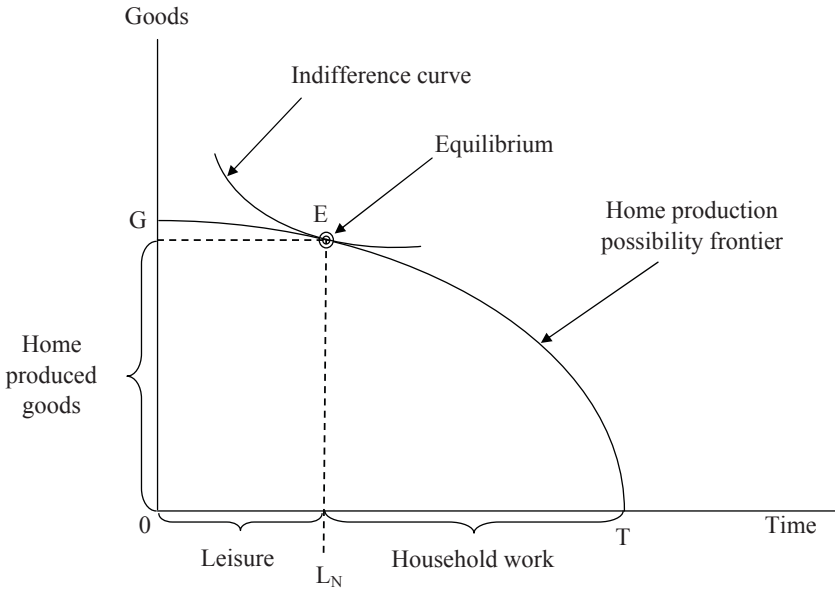 Goods
Indifference curve
Equilibrium
G
E
Home production
possibility frontier
Home
produced
goods
0
T
Time
Leisure
Household work
L_N